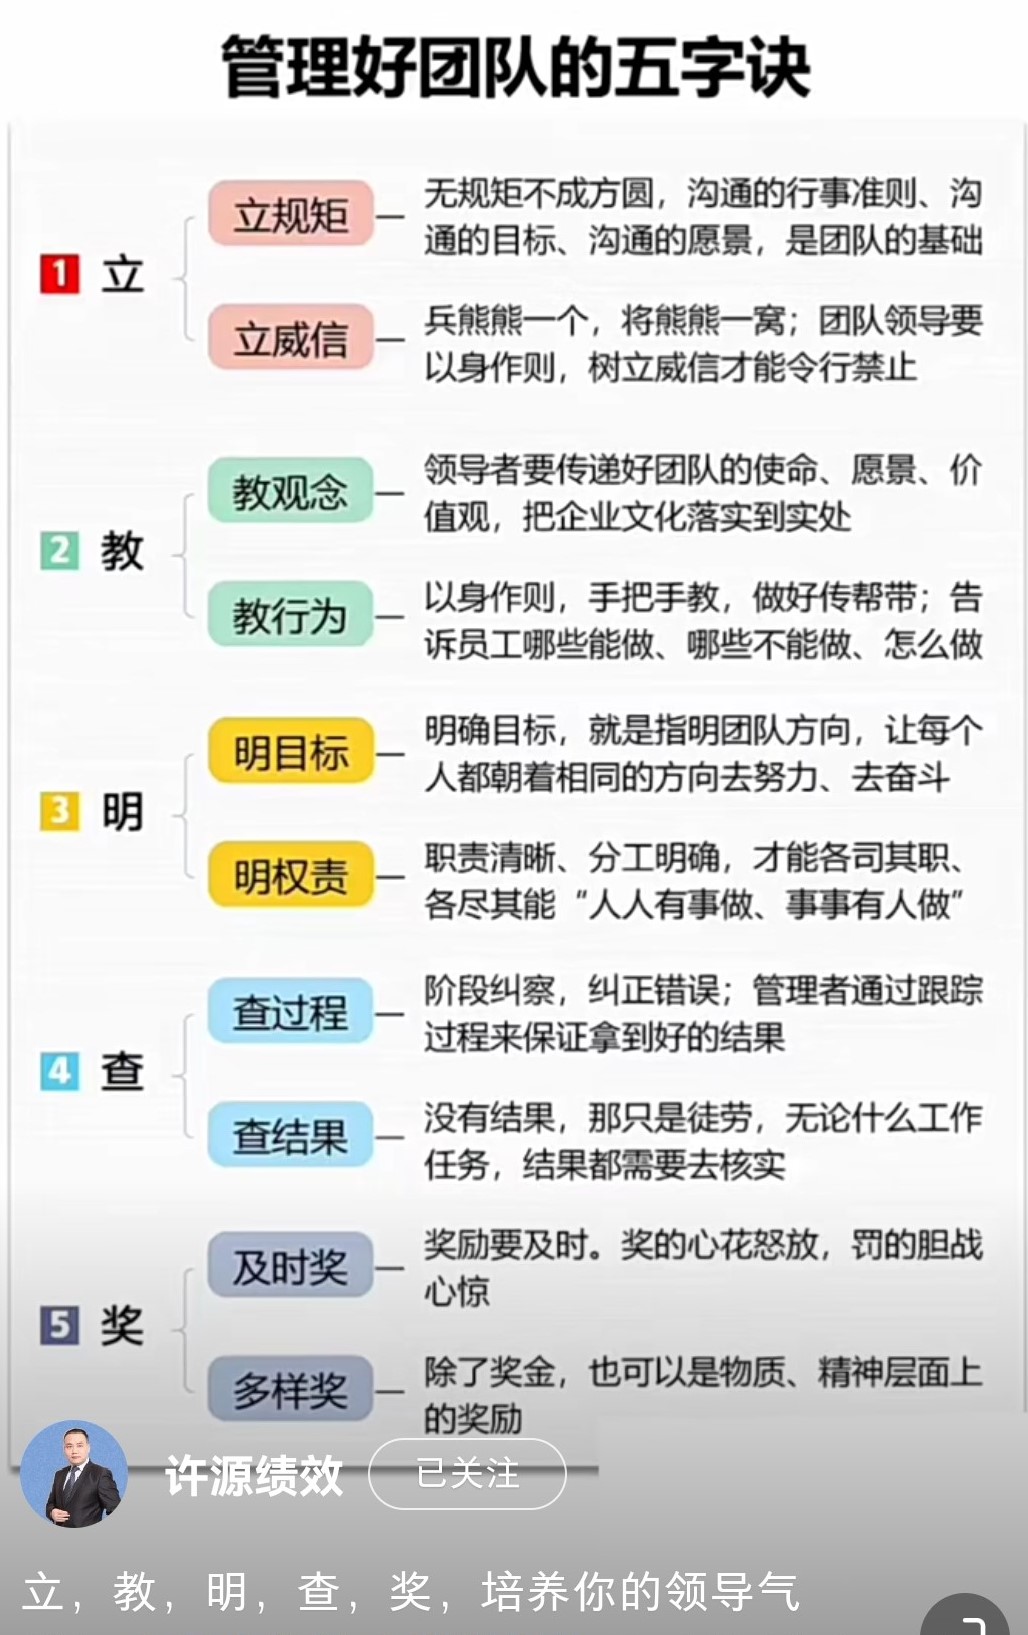 管理好团队的五字诀
1 立
立规矩
无规矩不成方圆，沟通的行事准则、沟
通的目标、沟通的愿景，是团队的基础
立威信
兵熊熊一个，将熊熊一窝；团队领导要
以身作则，树立威信才能令行禁止
2 教
教观念
领导者要传递好团队的使命、愿景、价
值观，把企业文化落实到实处
教行为
以身作则，手把手教，做好传帮带；告
诉员工哪些能做、哪些不能做、怎么做
3 明
明目标
明确目标，就是指明团队方向，让每个
人都朝着相同的方向去努力、去奋斗
明权责
职责清晰、分工明确，才能各司其职、
各尽其能“人人有事做、事事有人做”
4 查
查过程
阶段纠察，纠正错误；管理者通过跟踪
过程来保证拿到好的结果
查结果
没有结果，那只是徒劳，无论什么工作
任务，结果都需要去核实
5 奖
及时奖
奖励要及时。奖的心花怒放，罚的胆战
心惊
多样奖
除了奖金，也可以是物质、精神层面上
的奖励
许源绩效
已关注
立，教，明，查，奖，培养你的领导气